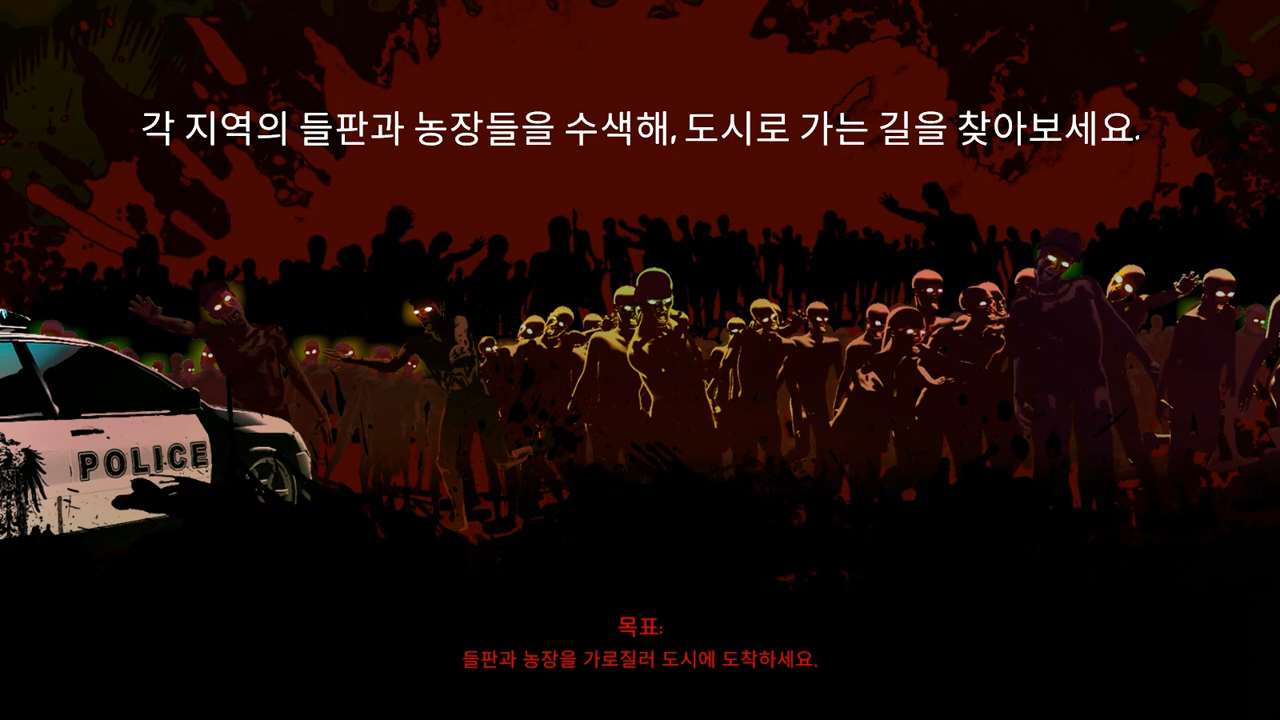 각 지역의 들판과 농장들을 수색해, 도시로 가는 길을 찾아보세요.
POLICE
목표:
들판과 농장을 가로질러 도시에 도착하세요.